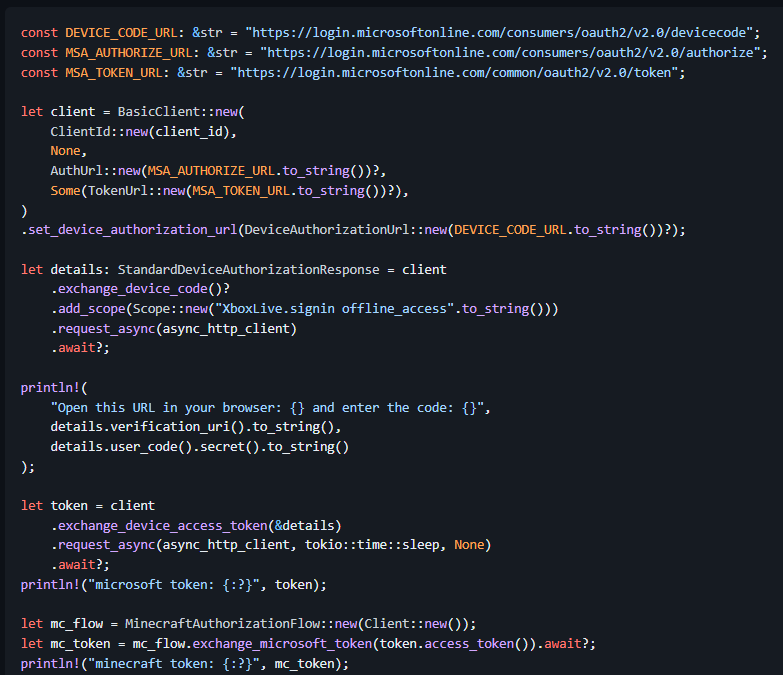 const DEVICE_CODE_URL: &str = "https://login.microsoftonline.com/consumers/oauth2/v2.0/devicecode";
const MSA_AUTHORIZE_URL: &str = "https://login.microsoftonline.com/consumers/oauth2/v2.0/authorize";
const MSA_TOKEN_URL: &str = "https://login.microsoftonline.com/common/oauth2/v2.0/token";

let client = BasicClient::new(
    ClientId::new(client_id),
    None,
    AuthUrl::new(MSA_AUTHORIZE_URL.to_string())?,
    Some(TokenUrl::new(MSA_TOKEN_URL.to_string())?),
)
.set_device_authorization_url(DeviceAuthorizationUrl::new(DEVICE_CODE_URL.to_string())?);

let details: StandardDeviceAuthorizationResponse = client
    .exchange_device_code()?
    .add_scope(Scope::new("XboxLive.signin offline_access".to_string()))
    .request_async(async_http_client)
    .await?;

println!(
    "Open this URL in your browser: {} and enter the code: {}",
    details.verification_uri().to_string(),
    details.user_code().secret().to_string()
);

let token = client
    .exchange_device_access_token(&details)
    .request_async(async_http_client, tokio::time::sleep, None)
    .await?;
println!("microsoft token: {:?}", token);

let mc_flow = MinecraftAuthorizationFlow::new(Client::new());
let mc_token = mc_flow.exchange_microsoft_token(token.access_token()).await?;
println!("minecraft token: {:?}", mc_token);